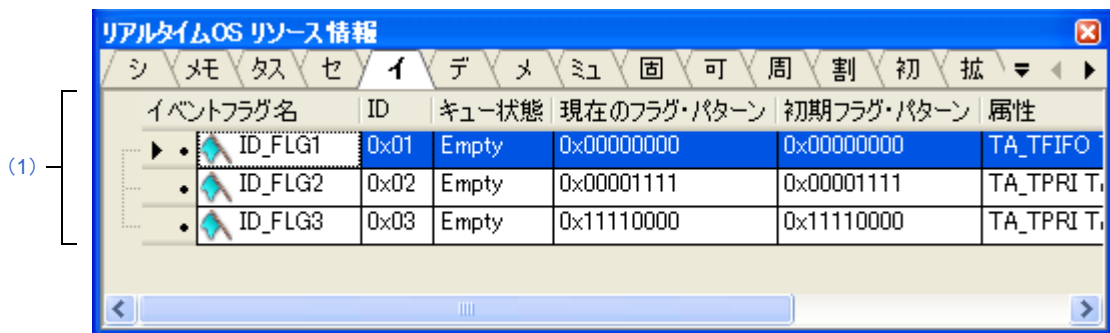 リアルタイムOS リソース情報
シ メモ タス セ イ デ メ ミュ 固 可 周 割 初 拡
イベントフラグ名 ID キュー状態 現在のフラグ・パターン 初期フラグ・パターン 属性
(1)
ID_FLG1 0x01 Empty 0x00000000 0x00000000 TA_TFIFO T
ID_FLG2 0x02 Empty 0x00001111 0x00001111 TA_TPRI T
ID_FLG3 0x03 Empty 0x11110000 0x11110000 TA_TPRI T